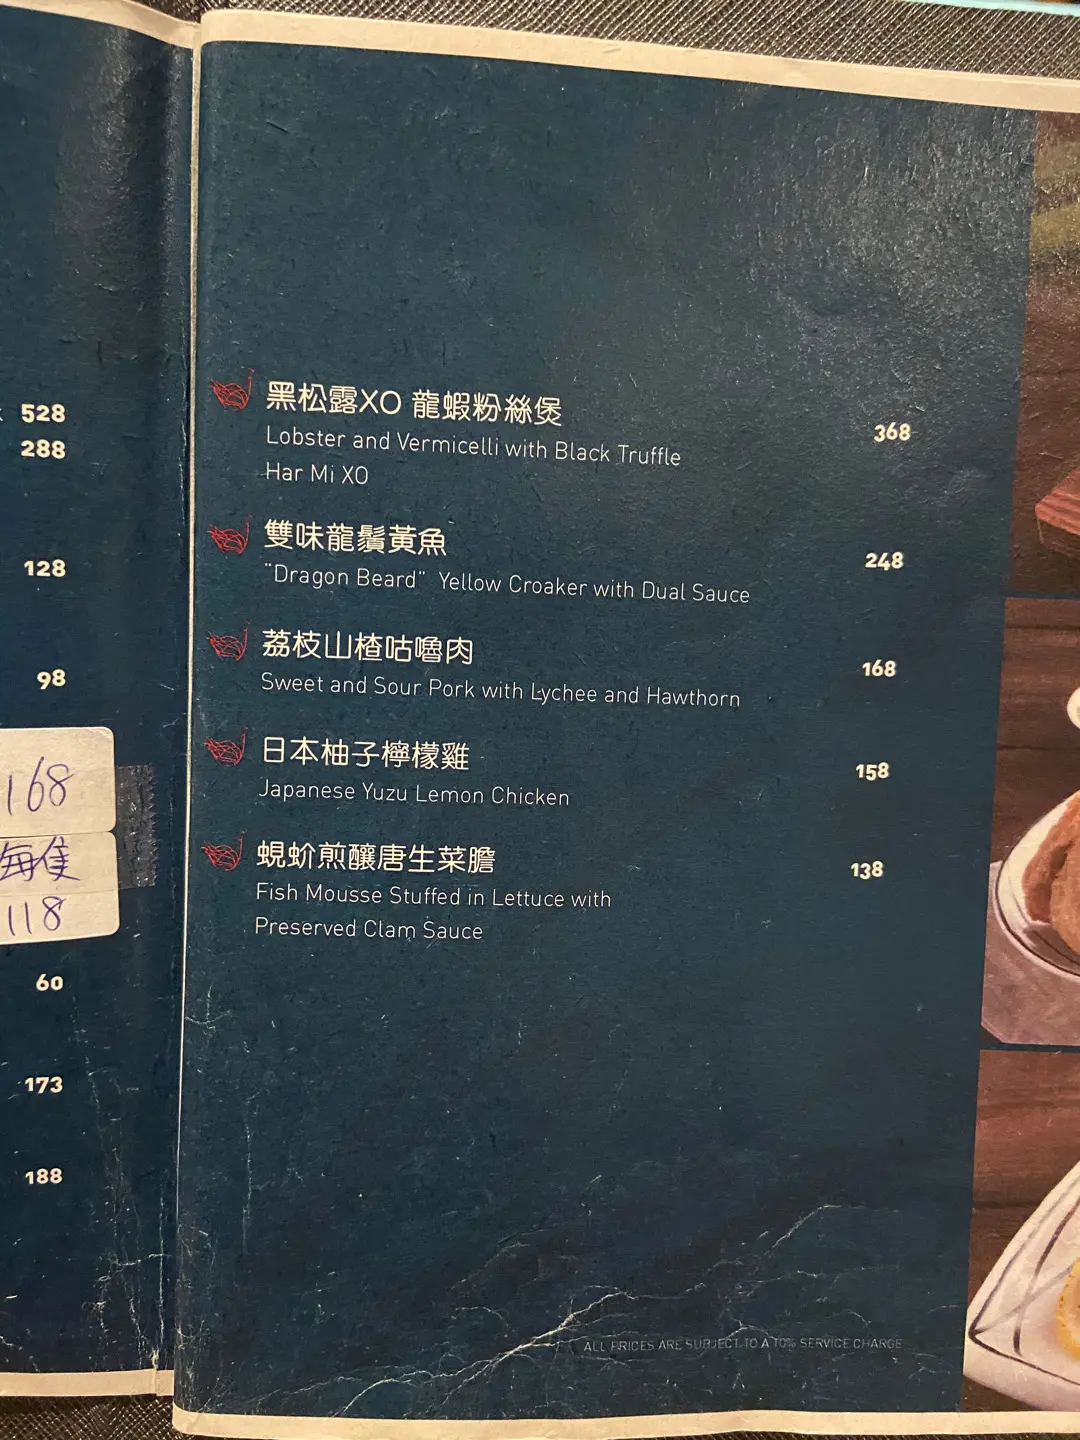 528
288
128
98
168
每隻
118
60
173
188
黑松露XO 龍蝦粉絲煲
368
Lobster and Vermicelli with Black Truffle
Har Mi XO
雙味龍鬚黃魚
248
"Dragon Beard" Yellow Croaker with Dual Sauce
荔枝山楂咕嚕肉
168
Sweet and Sour Pork with Lychee and Hawthorn
日本柚子檸檬雞
158
Japanese Yuzu Lemon Chicken
蜆蚧煎釀唐生菜膽
138
Fish Mousse Stuffed in Lettuce with
Preserved Clam Sauce
ALL PRICES ARE SUBJECT TO A 10% SERVICE CHARGE